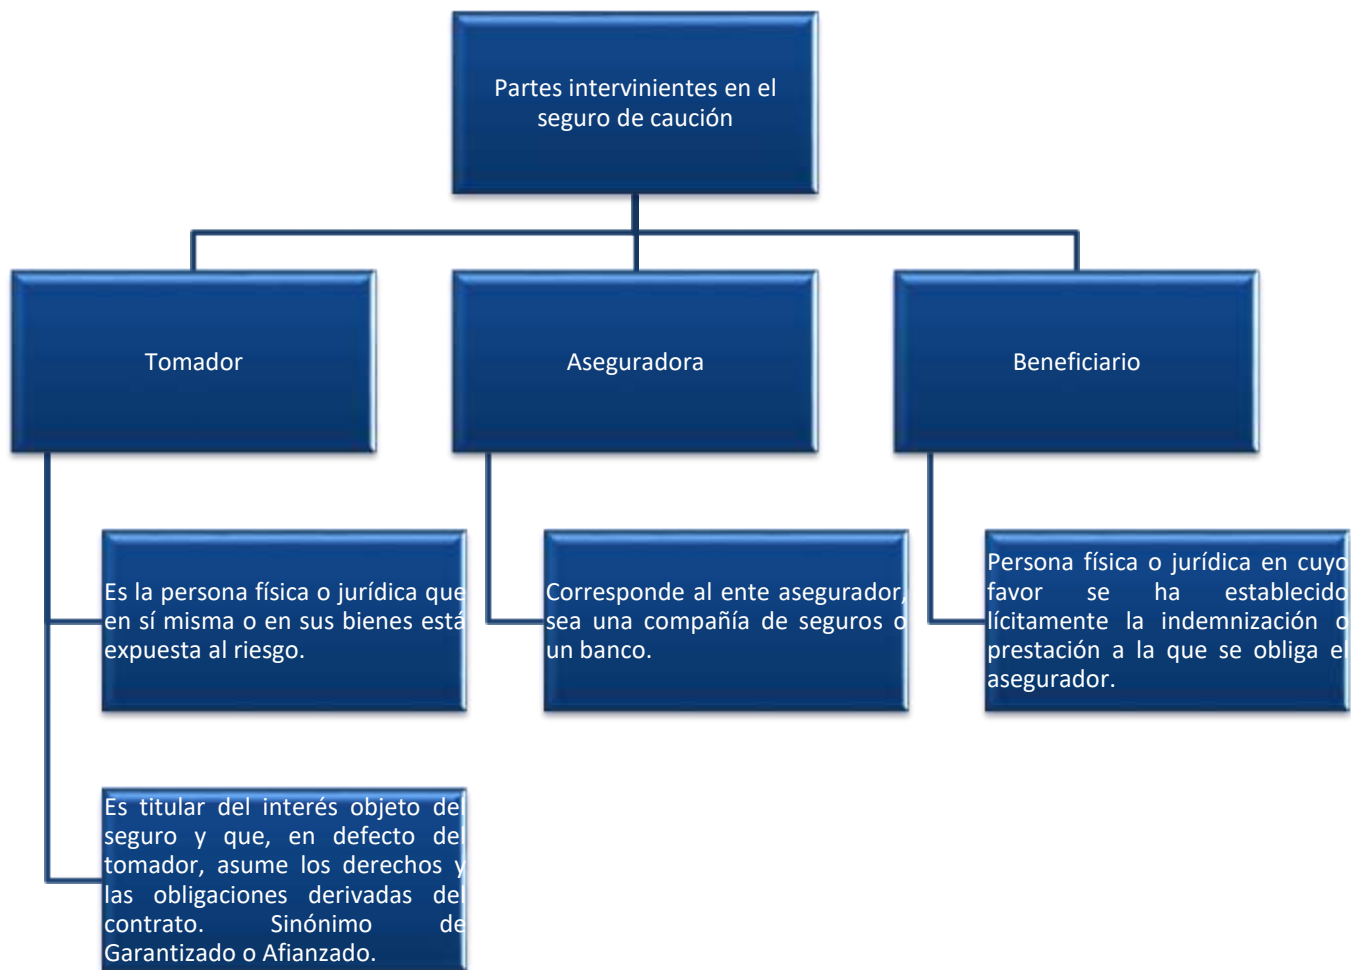 Partes intervinientes en el
seguro de caución
Tomador
Aseguradora
Beneficiario
Es la persona física o jurídica que
en sí misma o en sus bienes está
expuesta al riesgo.
Corresponde al ente asegurador,
sea una compañía de seguros o
un banco.
Persona física o jurídica en cuyo
favor se ha establecido
lícitamente la indemnización o
prestación a la que se obliga el
asegurador.
Es titular del interés objeto del
seguro y que, en defecto del
tomador, asume los derechos y
las obligaciones derivadas del
contrato. Sinónimo de
Garantizado o Afianzado.